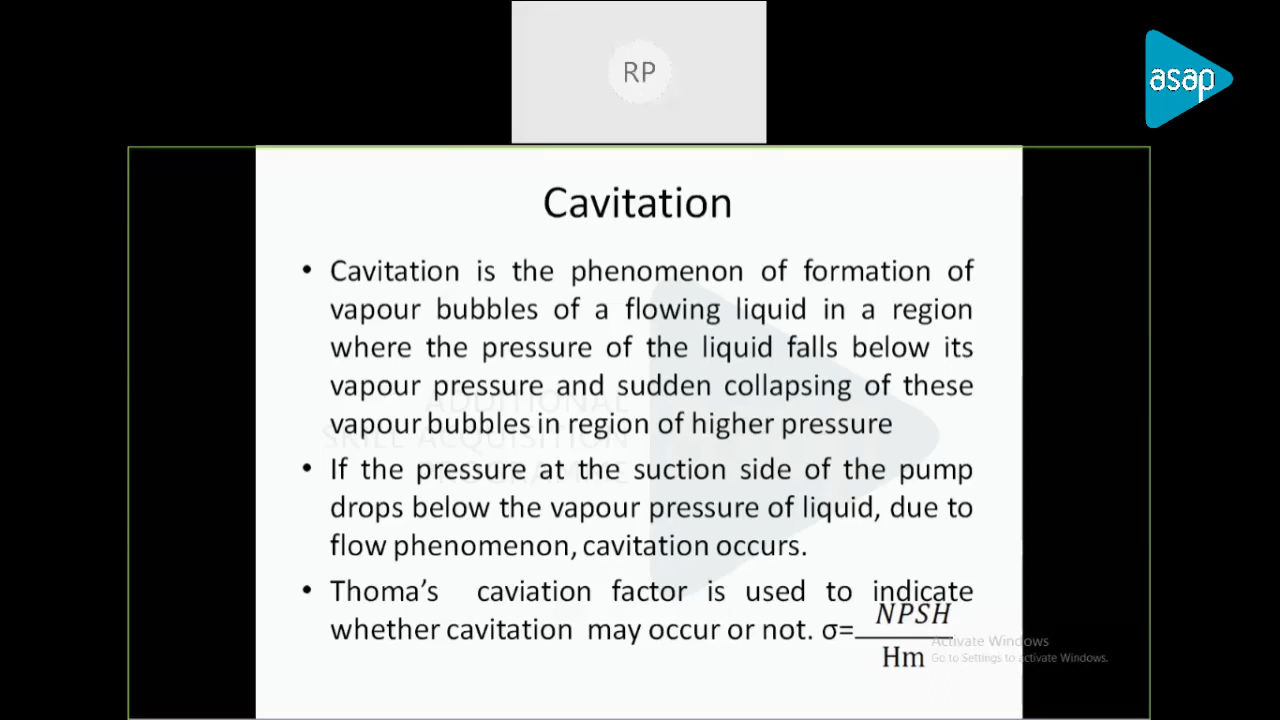 RP
asap
Cavitation
• Cavitation is the phenomenon of formation of
vapour bubbles of a flowing liquid in a region
where the pressure of the liquid falls below its
vapour pressure and sudden collapsing of these
vapour bubbles in region of higher pressure
• If the pressure at the suction side of the pump
drops below the vapour pressure of liquid, due to
flow phenomenon, cavitation occurs.
• Thoma’s caviation factor is used to indicate
whether cavitation may occur or not. σ=NPSH
Hm
ADDITIONAL
SKILL ACQUISITION
PROGRAMME
Activate Windows
Go to Settings to activate Windows.